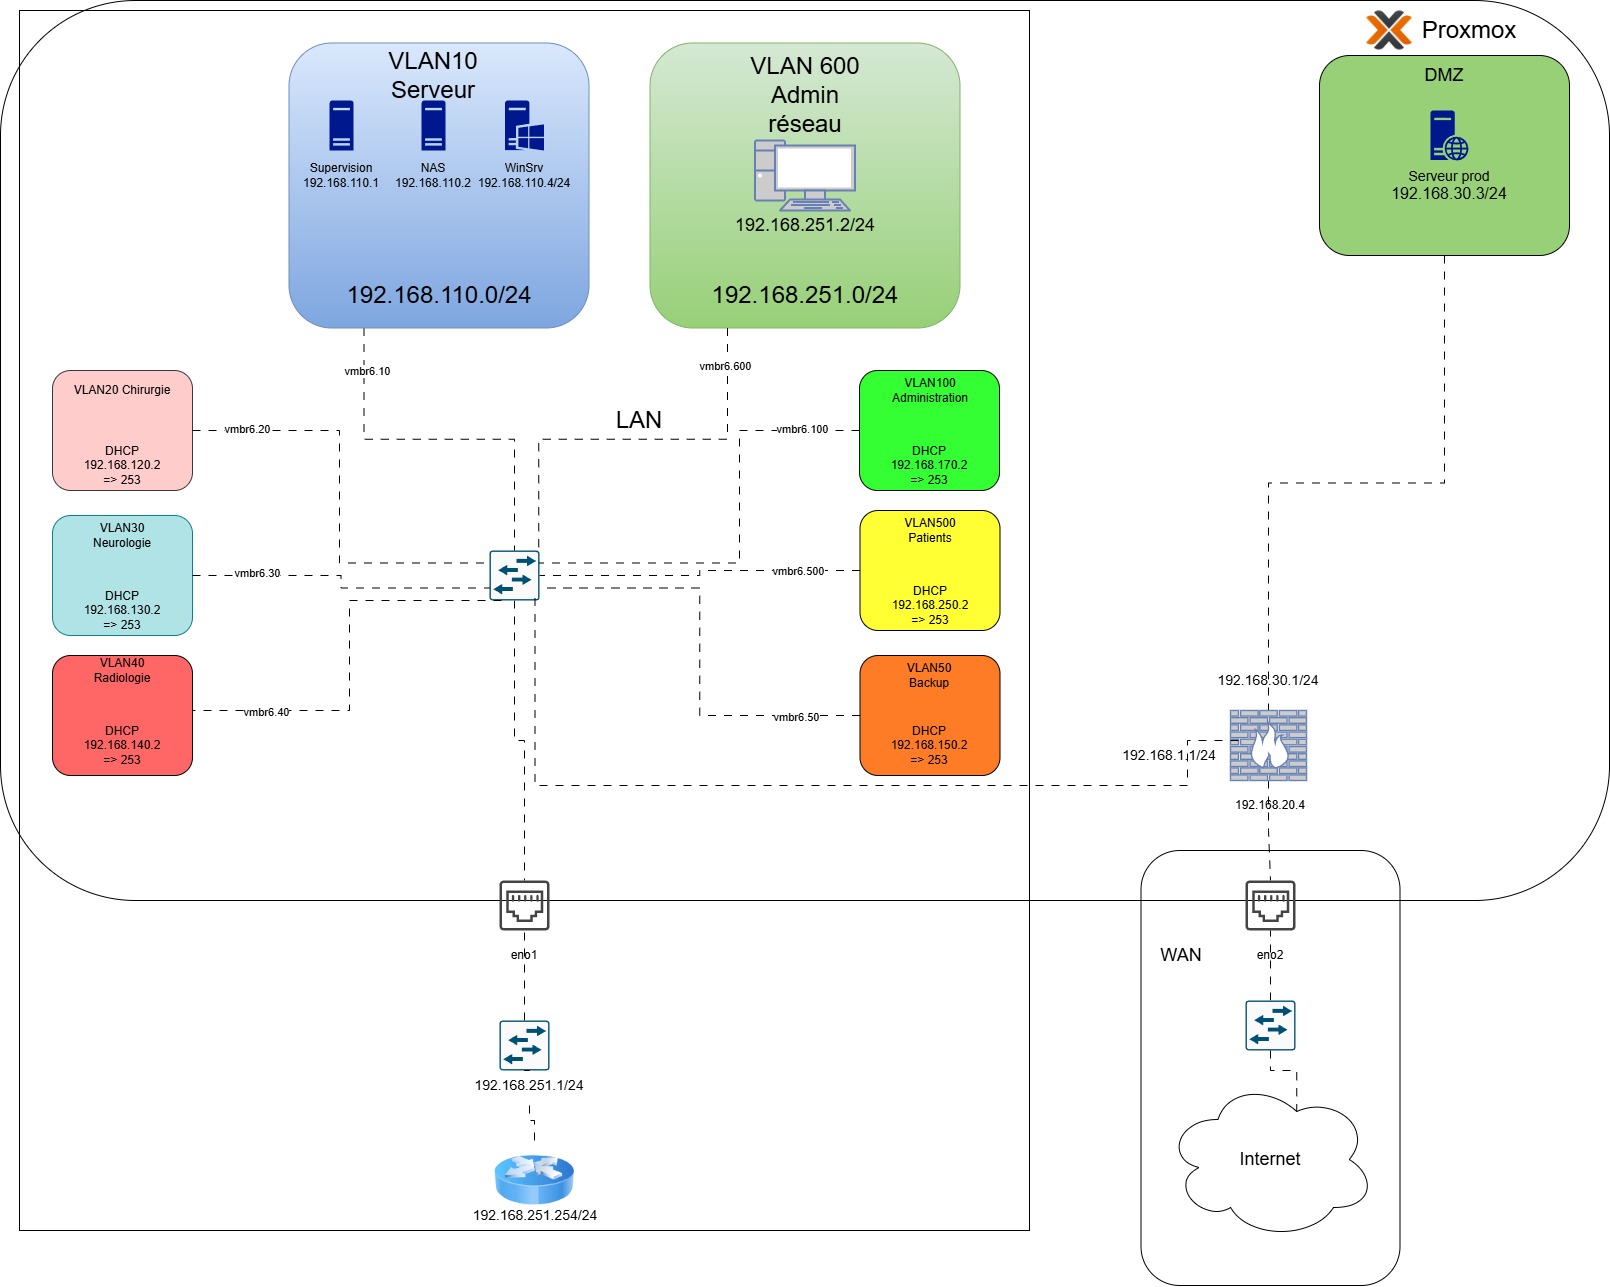 Proxmox
VLAN10
Serveur
Supervision
192.168.110.1
NAS
192.168.110.2
WinSrv
192.168.110.4/24
192.168.110.0/24
VLAN 600
Admin
réseau
192.168.251.2/24
192.168.251.0/24
DMZ
Serveur prod
192.168.30.3/24
vmbr6.10
vmbr6.600
LAN
VLAN20 Chirurgie
DHCP
192.168.120.2
=> 253
vmbr6.20
VLAN100
Administration
DHCP
192.168.170.2
=> 253
vmbr6.100
VLAN30
Neurologie
DHCP
192.168.130.2
=> 253
vmbr6.30
VLAN500
Patients
DHCP
192.168.250.2
=> 253
vmbr6.500
VLAN40
Radiologie
DHCP
192.168.140.2
=> 253
vmbr6.40
VLAN50
Backup
DHCP
192.168.150.2
=> 253
vmbr6.50
192.168.30.1/24
192.168.1.1/24
192.168.20.4
eno1
WAN
eno2
192.168.251.1/24
Internet
192.168.251.254/24